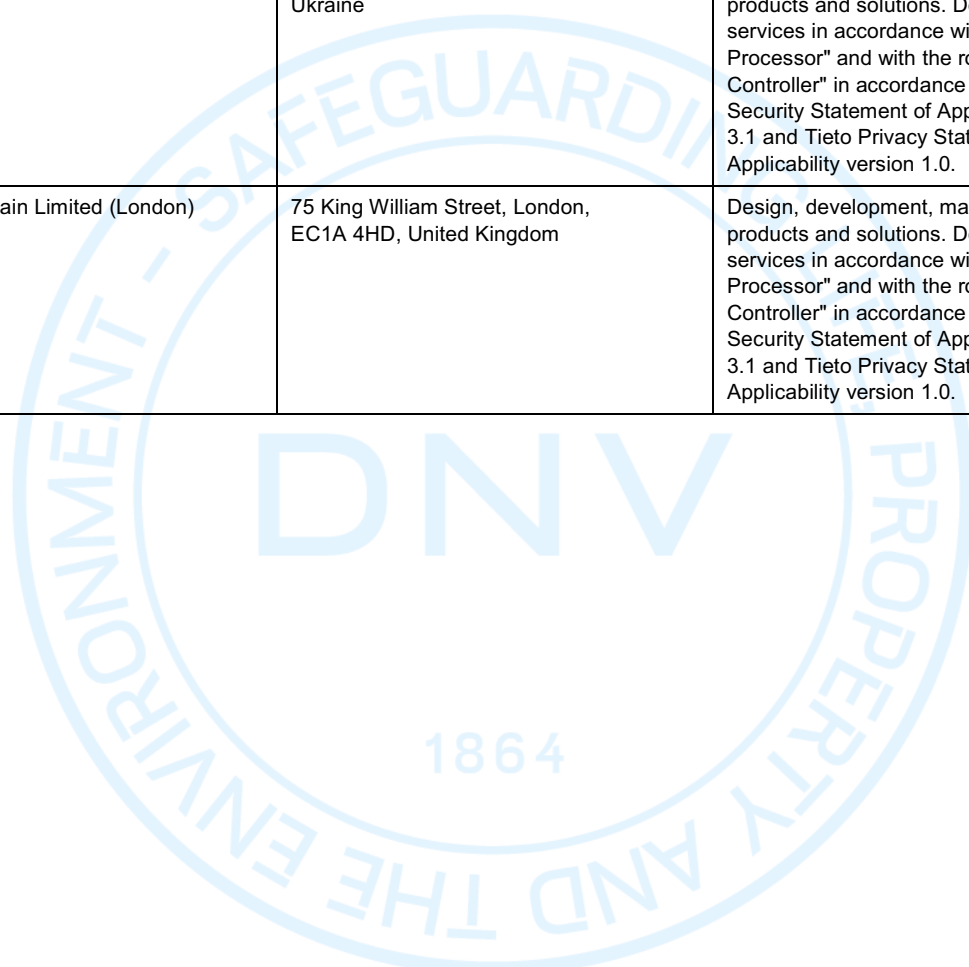 Ukraine
products and solutions. De
services in accordance wi
Processor" and with the ro
Controller" in accordance
Security Statement of App
3.1 and Tieto Privacy Stat
Applicability version 1.0.
ain Limited (London)
75 King William Street, London,
EC1A 4HD, United Kingdom
Design, development, ma
products and solutions. De
services in accordance wi
Processor" and with the ro
Controller" in accordance
Security Statement of App
3.1 and Tieto Privacy Stat
Applicability version 1.0.
SAFEGUARDING LIFE, PROPERTY AND THE ENVIRONMENT -
DNV
1864